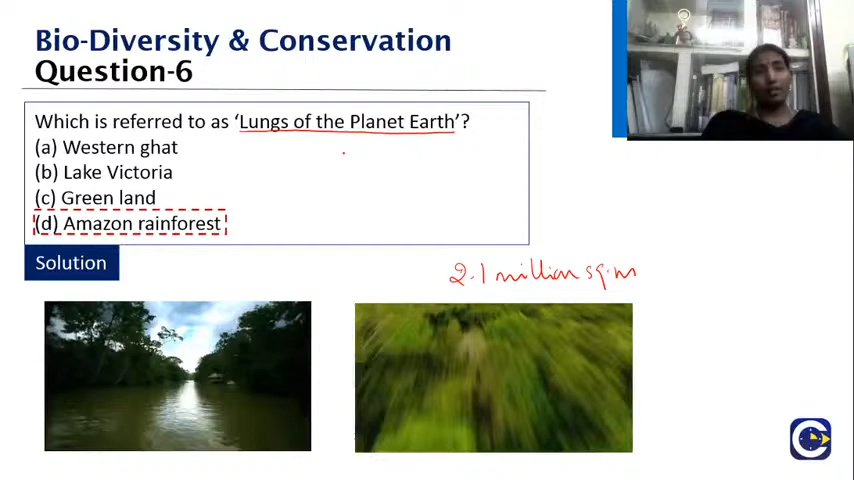 Bio-Diversity & Conservation
Question-6
Which is referred to as ‘Lungs of the Planet Earth’?
(a) Western ghat
(b) Lake Victoria
(c) Green land
(d) Amazon rainforest
Solution
2.1 million sq.m